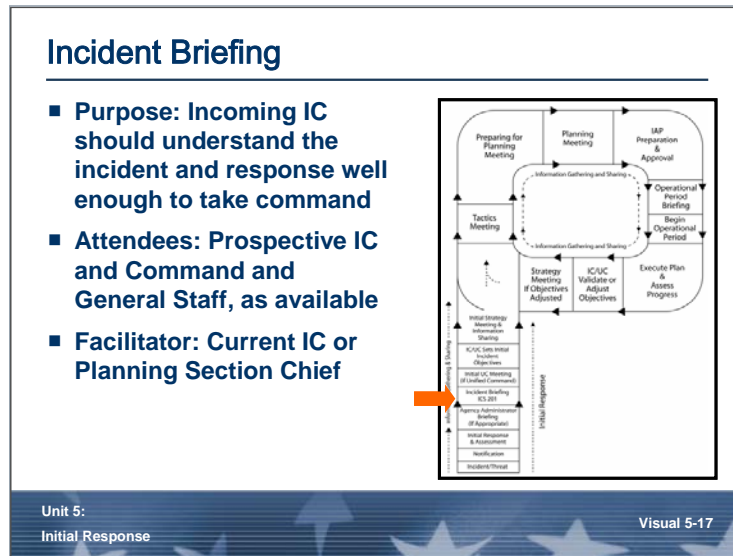 Incident Briefing
Purpose: Incoming IC
should understand the
incident and response well
enough to take command
Attendees: Prospective IC
and Command and
General Staff, as available
Facilitator: Current IC or
Planning Section Chief
Preparing for
Planning
Meeting
Planning
Meeting
IAP
Preparation
&
Approval
Information Gathering and Sharing
Operational
Period
Briefing
Begin
Operational
Period
Tactics
Meeting
Information Gathering and Sharing
Strategy
Meeting
If Objectives
Adjusted
IC/UC
Validate or
Adjust
Objectives
Execute Plan
&
Assess
Progress
Initial Strategy
Meeting &
Information
Sharing
IC/UC Sets Initial
Incident
Objectives
Initial UC Meeting
(If Unified Command)
Incident Briefing
ICS 201
Agency Administrator
Briefing
(If Appropriate)
Initial Response
& Assessment
Notification
Incident/Threat
Gathering & Sharing
Initial Response
Unit 5:
Initial Response
Visual 5-17